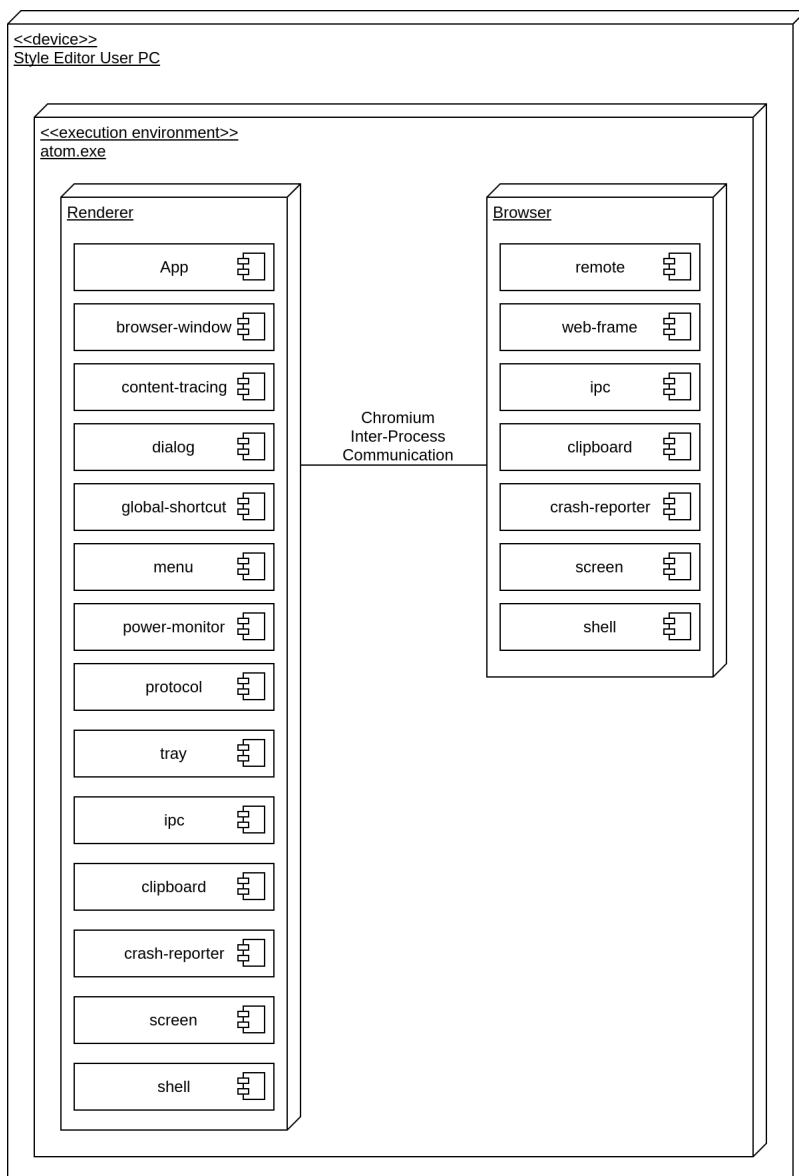 <<device>>
Style Editor User PC
<<execution environment>>
atom.exe
Renderer
App
browser-window
content-tracing
dialog
global-shortcut
menu
power-monitor
protocol
tray
ipc
clipboard
crash-reporter
screen
shell
Chromium
Inter-Process
Communication
Browser
remote
web-frame
ipc
clipboard
crash-reporter
screen
shell